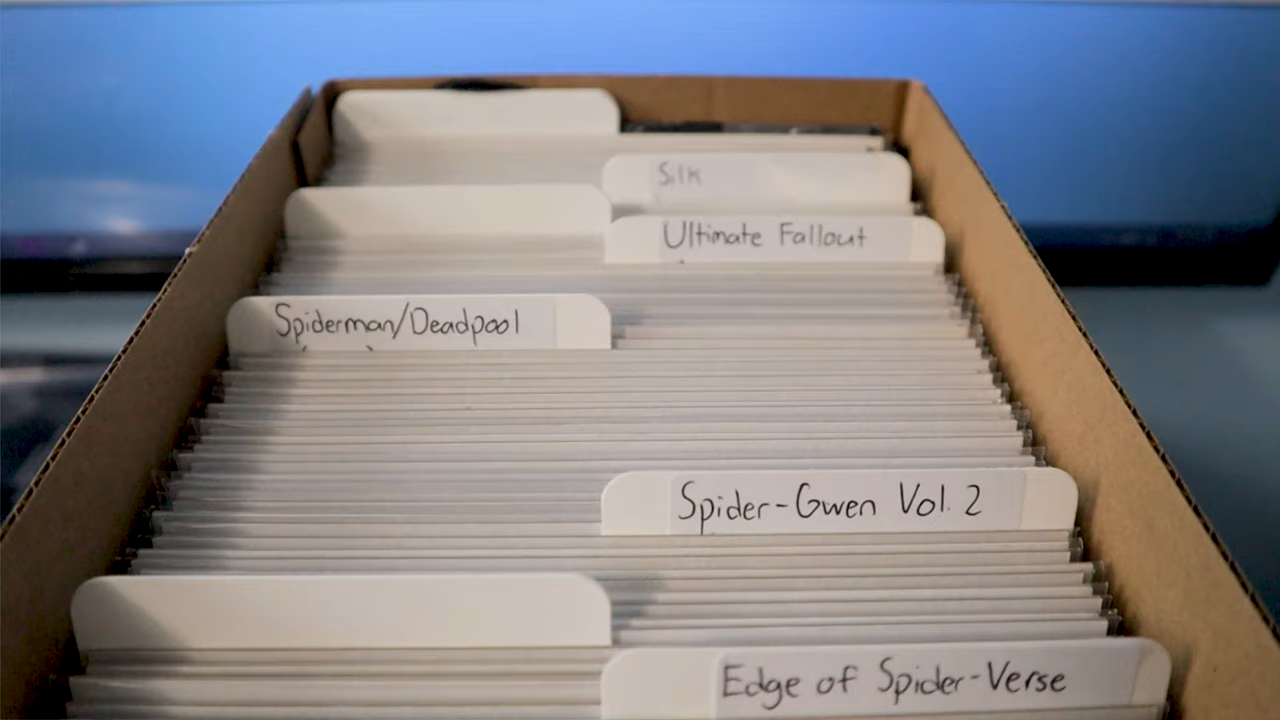 Silk
Ultimate Fallout
Spiderman/Deadpool
Spider-Gwen Vol. 2
Edge of Spider-Verse